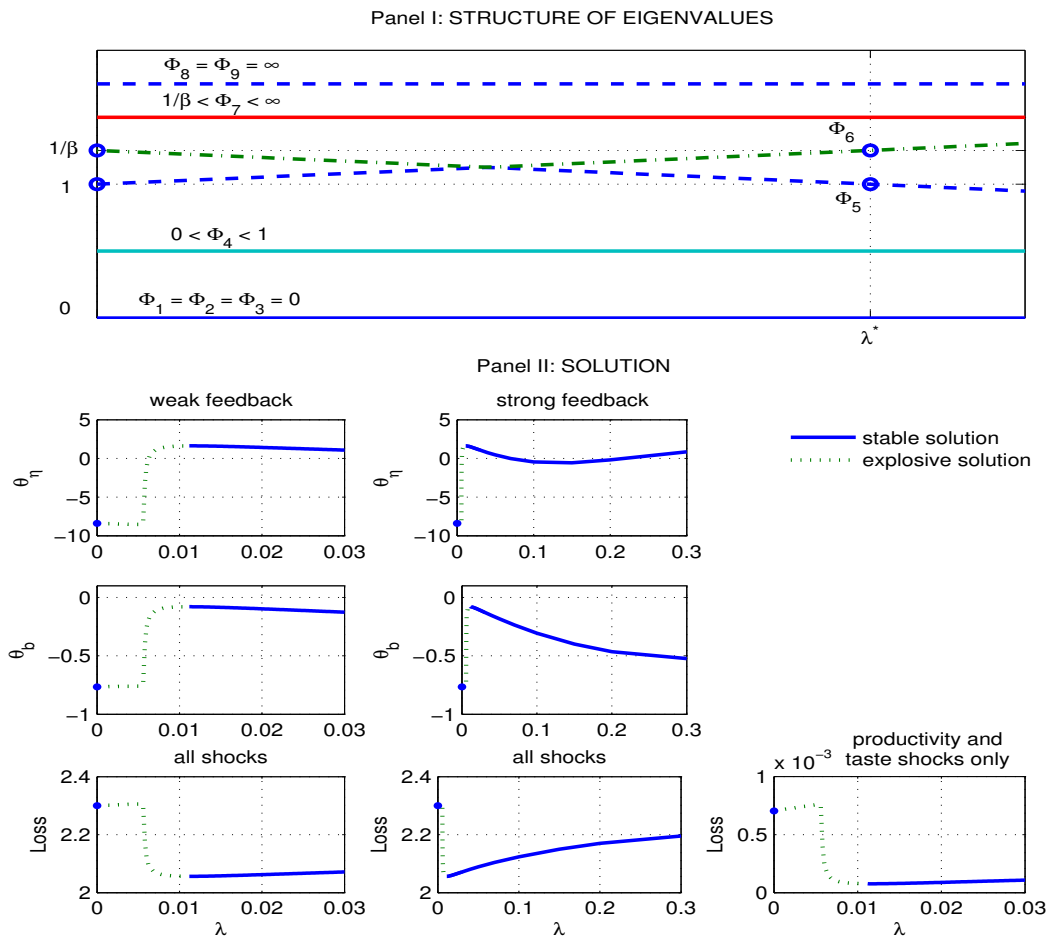 Panel I: STRUCTURE OF EIGENVALUES
Φ8 = Φ9 = ∞
1/β < Φ7 < ∞
1/β
Φ6
1
Φ5
0 < Φ4 < 1
0
Φ1 = Φ2 = Φ3 = 0
λ*
Panel II: SOLUTION
weak feedback
strong feedback
stable solution
explosive solution
θη
5
0
−5
−10
0 0.01 0.02 0.03
θη
5
0
−5
−10
0 0.1 0.2 0.3
θb
0
−0.5
−1
0 0.01 0.02 0.03
θb
0
−0.5
−1
0 0.1 0.2 0.3
all shocks
Loss
2.4
2.2
2
0 0.01 0.02 0.03
λ
all shocks
Loss
2.4
2.2
2
0 0.1 0.2 0.3
λ
productivity and
taste shocks only
x 10−3
Loss
1
0.5
0
0 0.01 0.02 0.03
λ